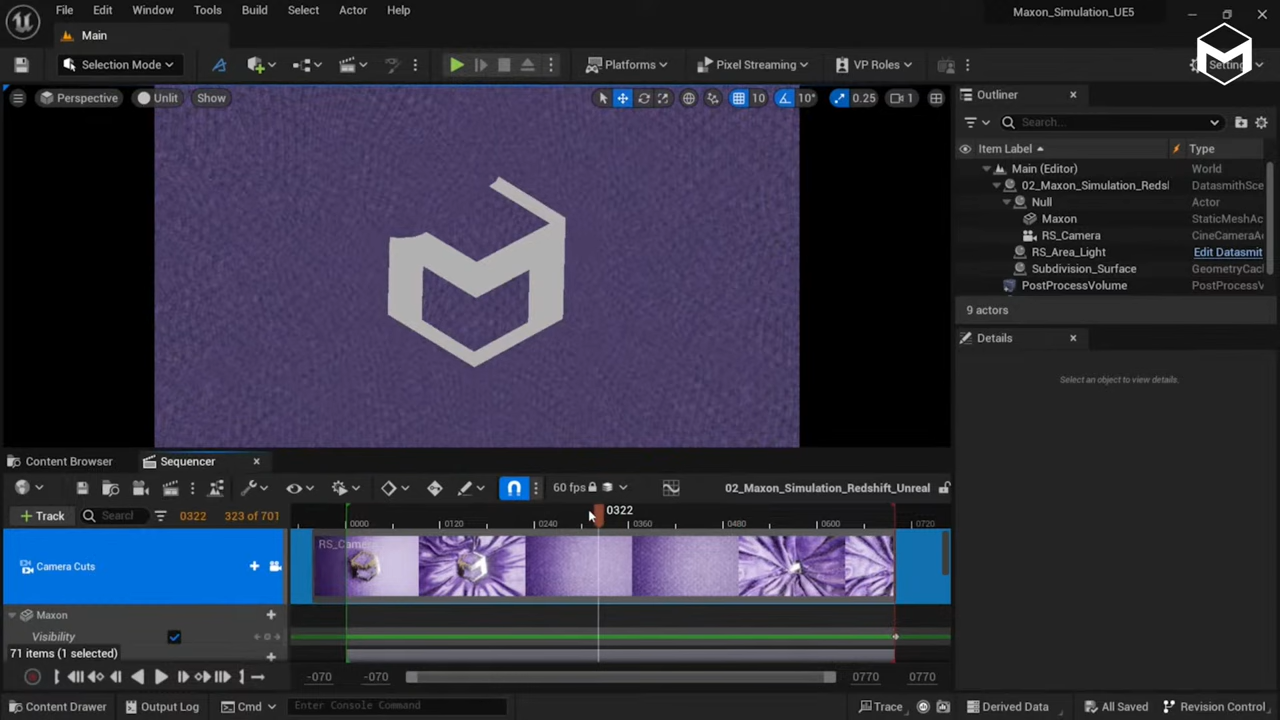 File Edit Window Tools Build Select Actor Help
Maxon_Simulation_UE5
Main
Selection Mode
Platforms
Pixel Streaming
VP Roles
Perspective
Unlit
Show
10
10°
0.25
1
Outliner
Search...
Item Label
Type
Main (Editor) World
02_Maxon_Simulation_Redsl DatasmithSce
Null Actor
Maxon StaticMeshAc
RS_Camera CineCameraA
RS_Area_Light Edit Datasmit
Subdivision_Surface GeometryCac
PostProcessVolume PostProcessV
9 actors
Details
Select an object to view details.
Content Browser
Sequencer
60 fps
02_Maxon_Simulation_Redshift_Unreal
+ Track
Search
0322
323 of 701
0322
0000 0120 0240 0360 0480 0600 0720
Camera Cuts
RS_Camera
Maxon
Visibility
71 items (1 selected)
-070 -070 0770 0770
Content Drawer
Output Log
Cmd
Enter Console Command
Trace
Derived Data
All Saved
Revision Control